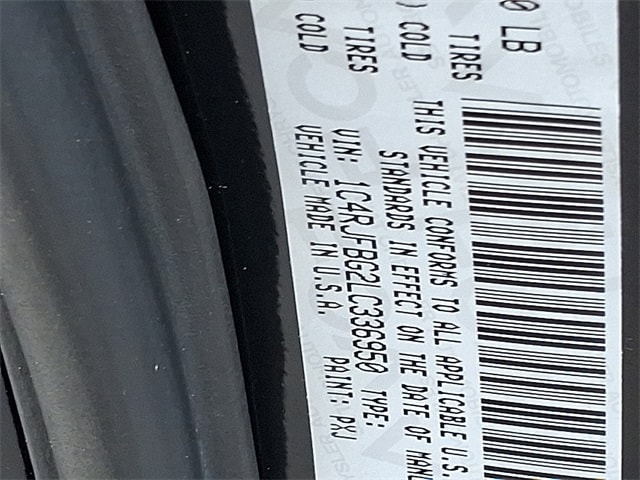 0 LB
TIRES
) COLD
TIRES
COLD
THIS VEHICLE CONFORMS TO ALL APPLICABLE U.S.
STANDARDS IN EFFECT ON THE DATE OF MANU
VIN: 1C4RJFBG2LC336950 TYPE:
VEHICLE MADE IN U.S.A. PAINT: PXJ